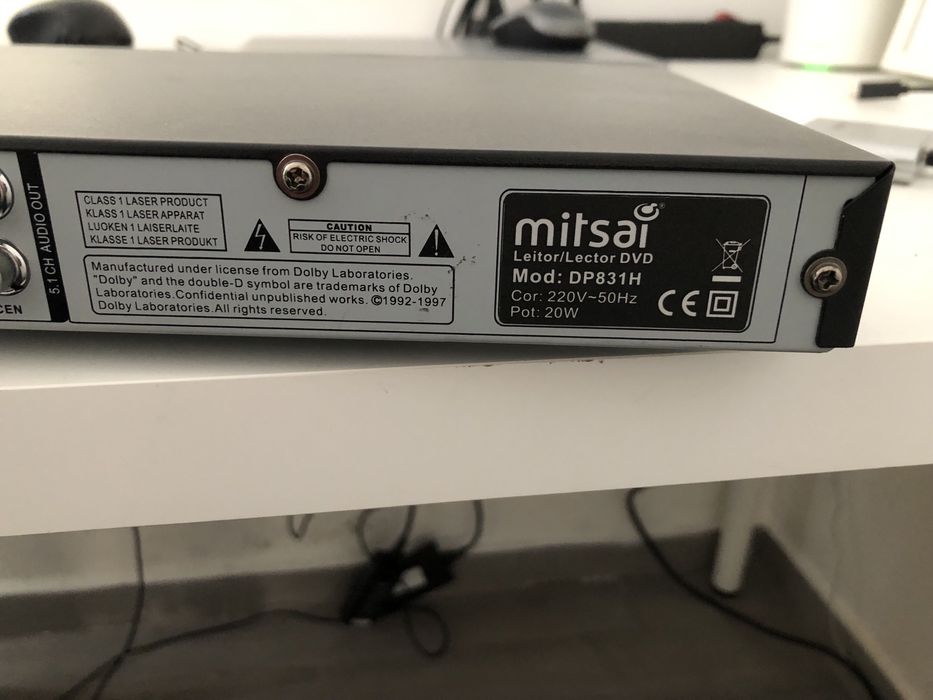 5.1 CH AUDIO OUT
CEN
CLASS 1 LASER PRODUCT
KLASS 1 LASER APPARAT
LUOKEN 1 LAISERLAITE
KLASSE 1 LASER PRODUKT
CAUTION
RISK OF ELECTRIC SHOCK
DO NOT OPEN
Manufactured under license from Dolby Laboratories.
"Dolby" and the double-D symbol are trademarks of Dolby
Laboratories.Confidential unpublished works. ©1992-1997
Dolby Laboratories.All rights reserved.
mitsai
Leitor/Lector DVD
Mod: DP831H
Cor: 220V~50Hz
Pot: 20W
CE